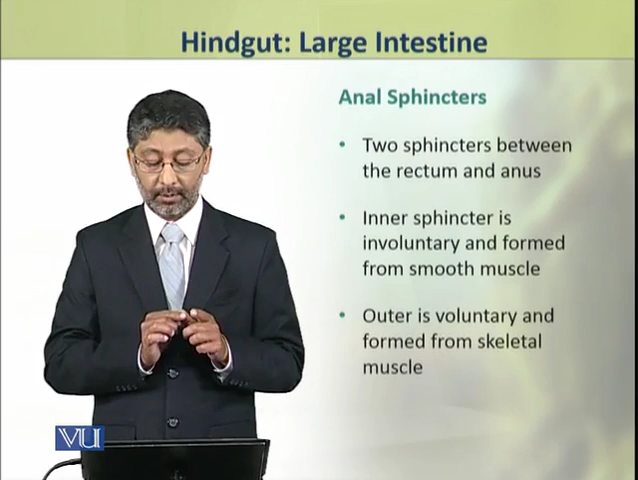 Hindgut: Large Intestine
Anal Sphincters
• Two sphincters between
the rectum and anus
• Inner sphincter is
involuntary and formed
from smooth muscle
• Outer is voluntary and
formed from skeletal
muscle
VU